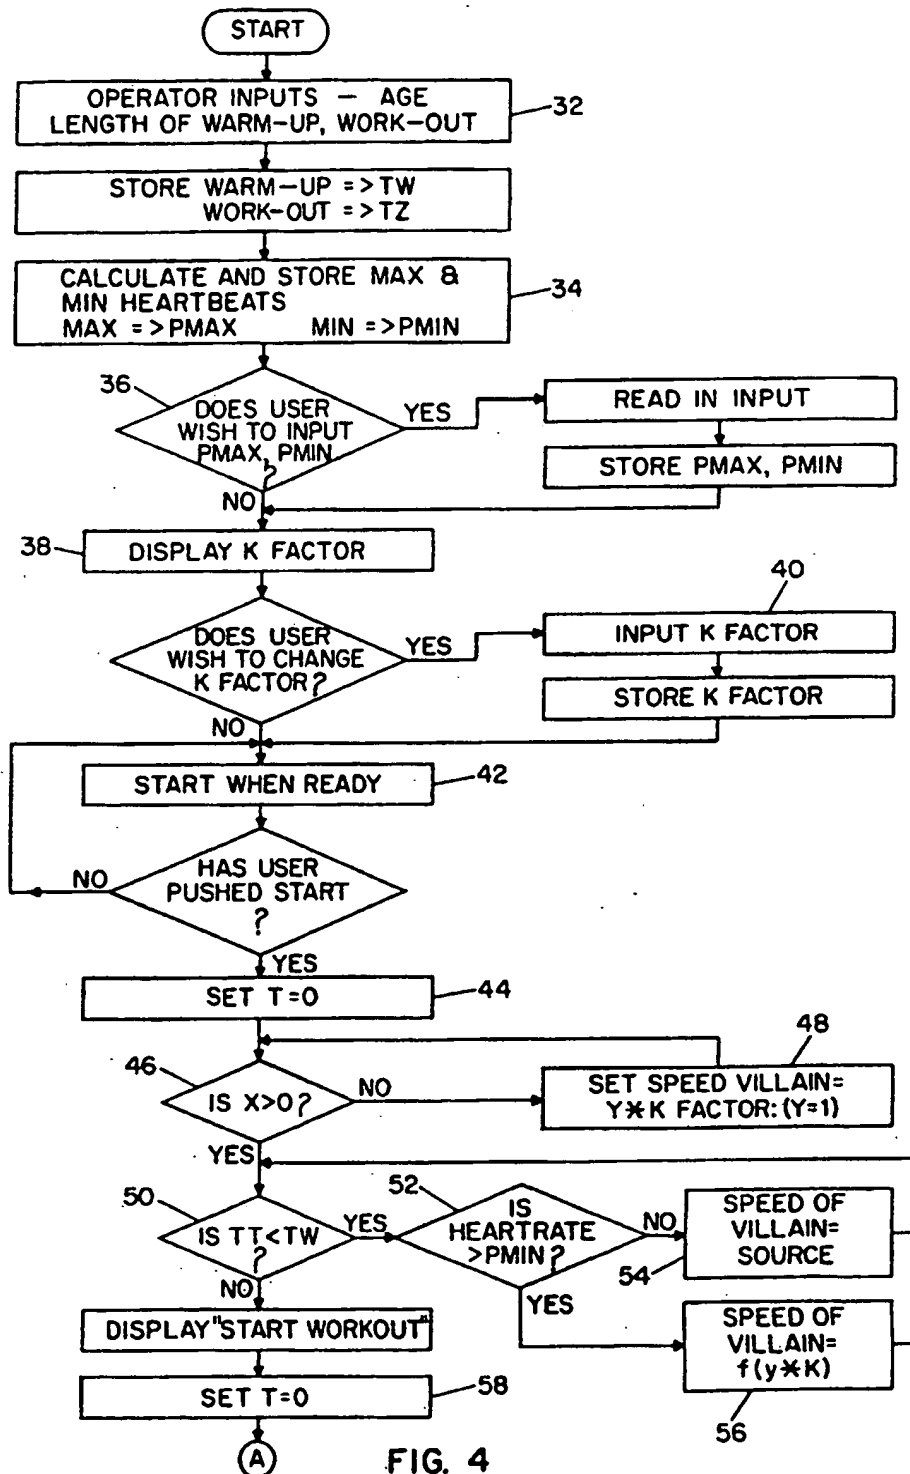 START
OPERATOR INPUTS — AGE
LENGTH OF WARM-UP, WORK-OUT
32
STORE WARM-UP =>TW
WORK-OUT =>TZ
CALCULATE AND STORE MAX &
MIN HEARTBEATS
MAX =>PMAX MIN =>PMIN
34
36
DOES USER
WISH TO INPUT
PMAX, PMIN
?
YES
READ IN INPUT
STORE PMAX, PMIN
NO
38
DISPLAY K FACTOR
40
DOES USER
WISH TO CHANGE
K FACTOR?
YES
INPUT K FACTOR
STORE K FACTOR
NO
START WHEN READY
42
HAS USER
PUSHED START
?
NO
YES
SET T=0
44
46
IS X>0?
NO
48
SET SPEED VILLAIN=
Y*K FACTOR:(Y=1)
YES
50
IS TT<TW
?
YES
52
IS
HEARTRATE
>PMIN?
NO
54
SPEED OF
VILLAIN=
SOURCE
NO
YES
DISPLAY "START WORKOUT"
SPEED OF
VILLAIN=
f(y*K)
56
SET T=0
58
A
FIG. 4